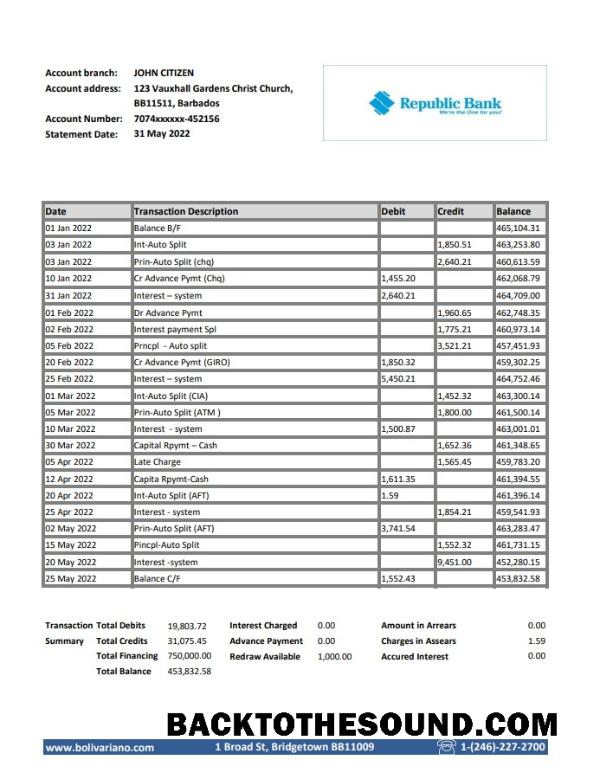 Account branch: JOHN CITIZEN
Account address: 123 Vauxhall Gardens Christ Church,
BB11511, Barbados
Account Number: 7074xxxxxx-452156
Statement Date: 31 May 2022
Republic Bank
We're the One for you!
Date Transaction Description Debit Credit Balance
01 Jan 2022 Balance B/F 465,104.31
03 Jan 2022 Int-Auto Split 1,850.51 463,253.80
03 Jan 2022 Prin-Auto Split (chq) 2,640.21 460,613.59
10 Jan 2022 Cr Advance Pymt (Chq) 1,455.20 462,068.79
31 Jan 2022 Interest – system 2,640.21 464,709.00
01 Feb 2022 Dr Advance Pymt 1,960.65 462,748.35
02 Feb 2022 Interest payment Spl 1,775.21 460,973.14
05 Feb 2022 Prncpl - Auto split 3,521.21 457,451.93
20 Feb 2022 Cr Advance Pymt (GIRO) 1,850.32 459,302.25
25 Feb 2022 Interest – system 5,450.21 464,752.46
01 Mar 2022 Int-Auto Split (CIA) 1,452.32 463,300.14
05 Mar 2022 Prin-Auto Split (ATM ) 1,800.00 461,500.14
10 Mar 2022 Interest - system 1,500.87 463,001.01
30 Mar 2022 Capital Rpymt – Cash 1,652.36 461,348.65
05 Apr 2022 Late Charge 1,565.45 459,783.20
12 Apr 2022 Capita Rpymt-Cash 1,611.35 461,394.55
20 Apr 2022 Int-Auto Split (AFT) 1.59 461,396.14
25 Apr 2022 Interest - system 1,854.21 459,541.93
02 May 2022 Prin-Auto Split (AFT) 3,741.54 463,283.47
15 May 2022 Pincpl-Auto Split 1,552.32 461,731.15
20 May 2022 Interest -system 9,451.00 452,280.15
25 May 2022 Balance C/F 1,552.43 453,832.58
Transaction Total Debits 19,803.72 Interest Charged 0.00 Amount in Arrears 0.00
Summary Total Credits 31,075.45 Advance Payment 0.00 Charges in Assears 1.59
Total Financing 750,000.00 Redraw Available 1,000.00 Accured Interest 0.00
Total Balance 453,832.58
BACKTOTHESOUND.COM
www.bolivariano.com 1 Broad St, Bridgetown BB11009 1-(246)-227-2700